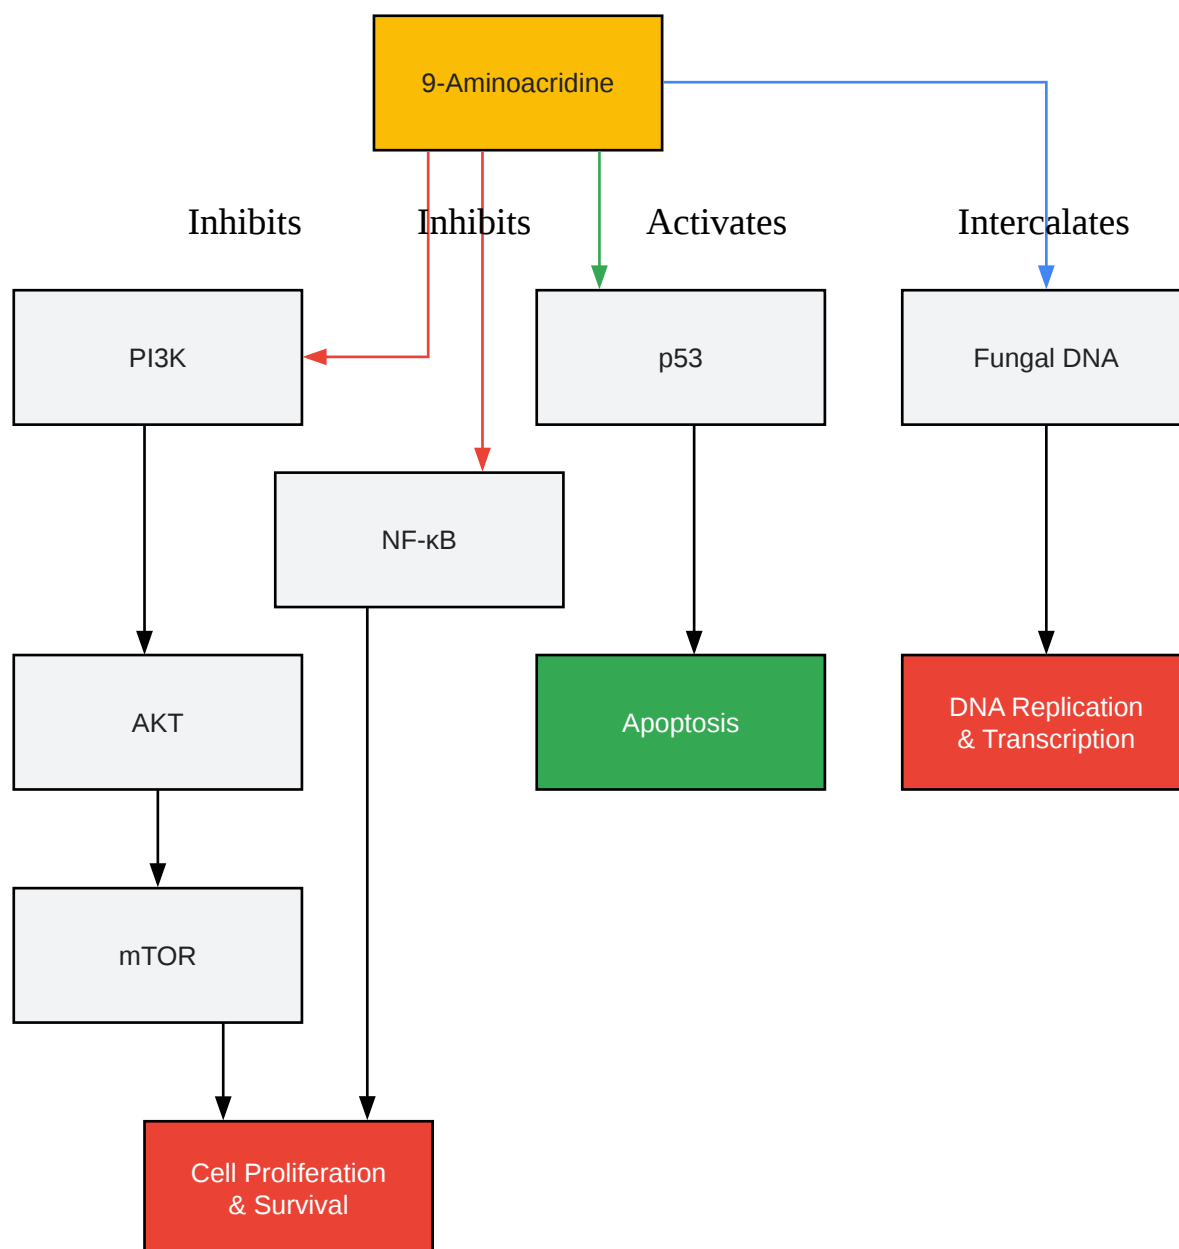 9-Aminoacridine
Inhibits
Inhibits
Activates
Intercalates
PI3K
p53
Fungal DNA
NF-κB
AKT
Apoptosis
DNA Replication
& Transcription
mTOR
Cell Proliferation
& Survival